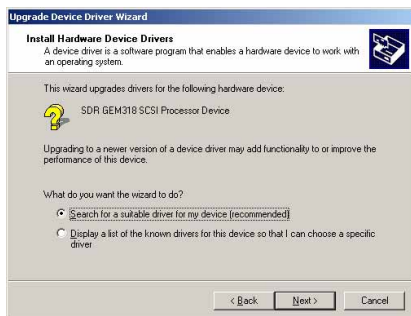 Upgrade Device Driver Wizard
Install Hardware Device Drivers
A device driver is a software program that enables a hardware device to work with
an operating system.
This wizard upgrades drivers for the following hardware device:
SDR GEM318 SCSI Processor Device
Upgrading to a newer version of a device driver may add functionality to or improve the
performance of this device.
What do you want the wizard to do?
Search for a suitable driver for my device (recommended)
Display a list of the known drivers for this device so that I can choose a specific
driver
< Back Next > Cancel